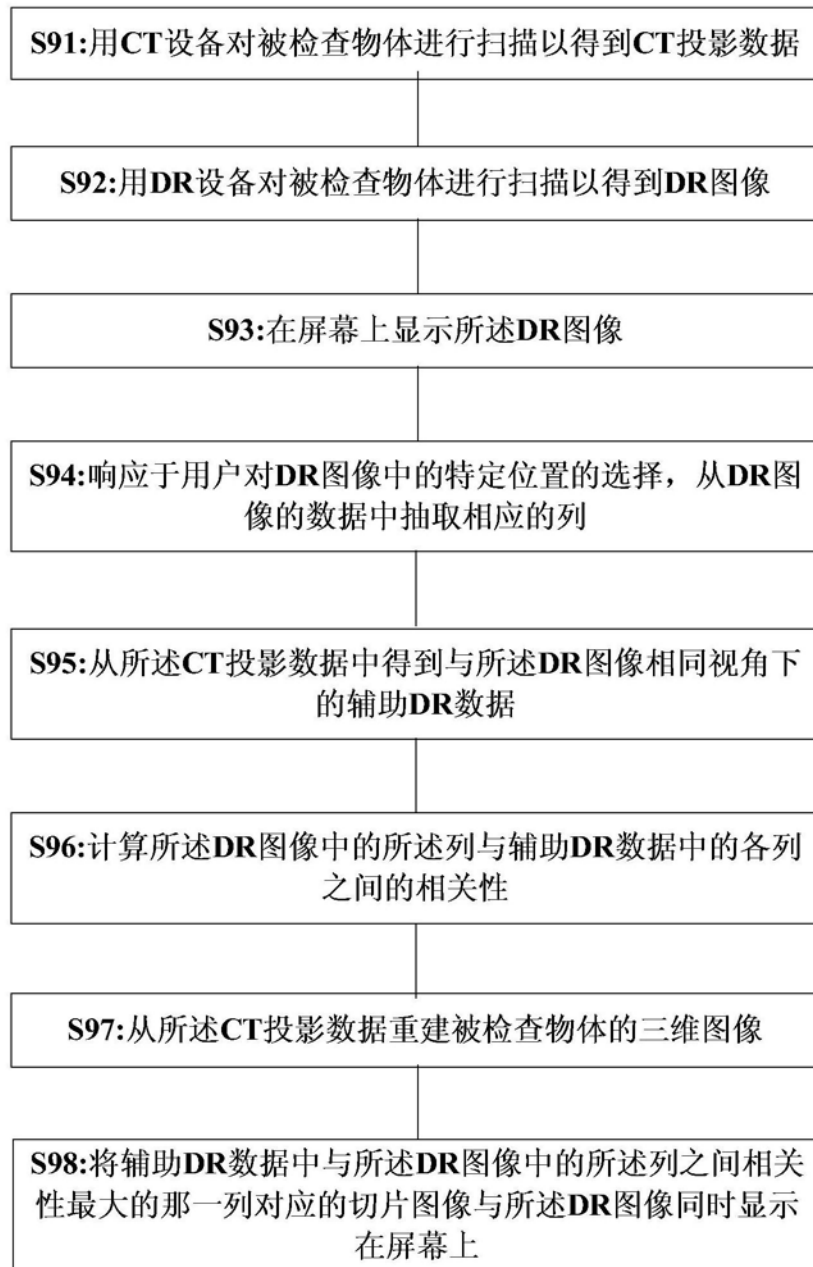 S91:用CT设备对被检查物体进行扫描以得到CT投影数据
S92:用DR设备对被检查物体进行扫描以得到DR图像
S93:在屏幕上显示所述DR图像
S94:响应于用户对DR图像中的特定位置的选择，从DR图
像的数据中抽取相应的列
S95:从所述CT投影数据中得到与所述DR图像相同视角下
的辅助DR数据
S96:计算所述DR图像中的所述列与辅助DR数据中的各列
之间的相关性
S97:从所述CT投影数据重建被检查物体的三维图像
S98:将辅助DR数据中与所述DR图像中的所述列之间相关
性最大的那一列对应的切片图像与所述DR图像同时显示
在屏幕上